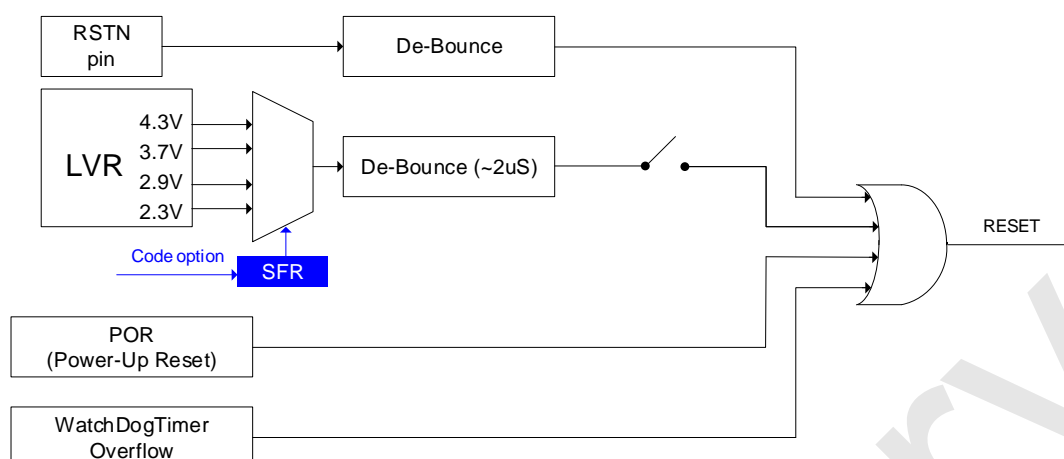 RSTN
pin
De-Bounce
LVR
4.3V
3.7V
2.9V
2.3V
De-Bounce (~2uS)
Code option
SFR
RESET
POR
(Power-Up Reset)
WatchDogTimer
Overflow